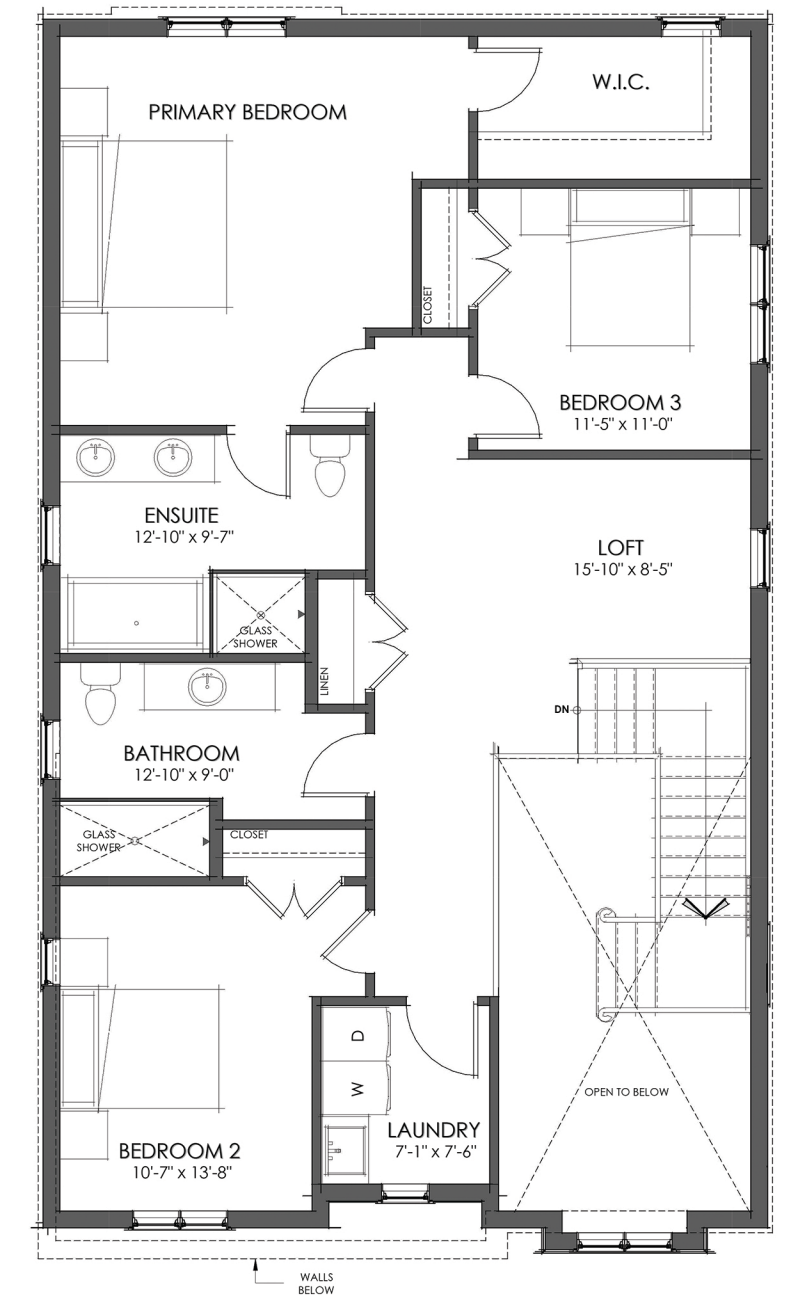 W.I.C.
PRIMARY BEDROOM
CLOSET
BEDROOM 3
11'-5" x 11'-0"
ENSUITE
12'-10" x 9'-7"
LOFT
15'-10" x 8'-5"
GLASS
SHOWER
LINEN
DN
BATHROOM
12'-10" x 9'-0"
GLASS
SHOWER
CLOSET
D
W
OPEN TO BELOW
LAUNDRY
7'-1" x 7'-6"
BEDROOM 2
10'-7" x 13'-8"
WALLS
BELOW